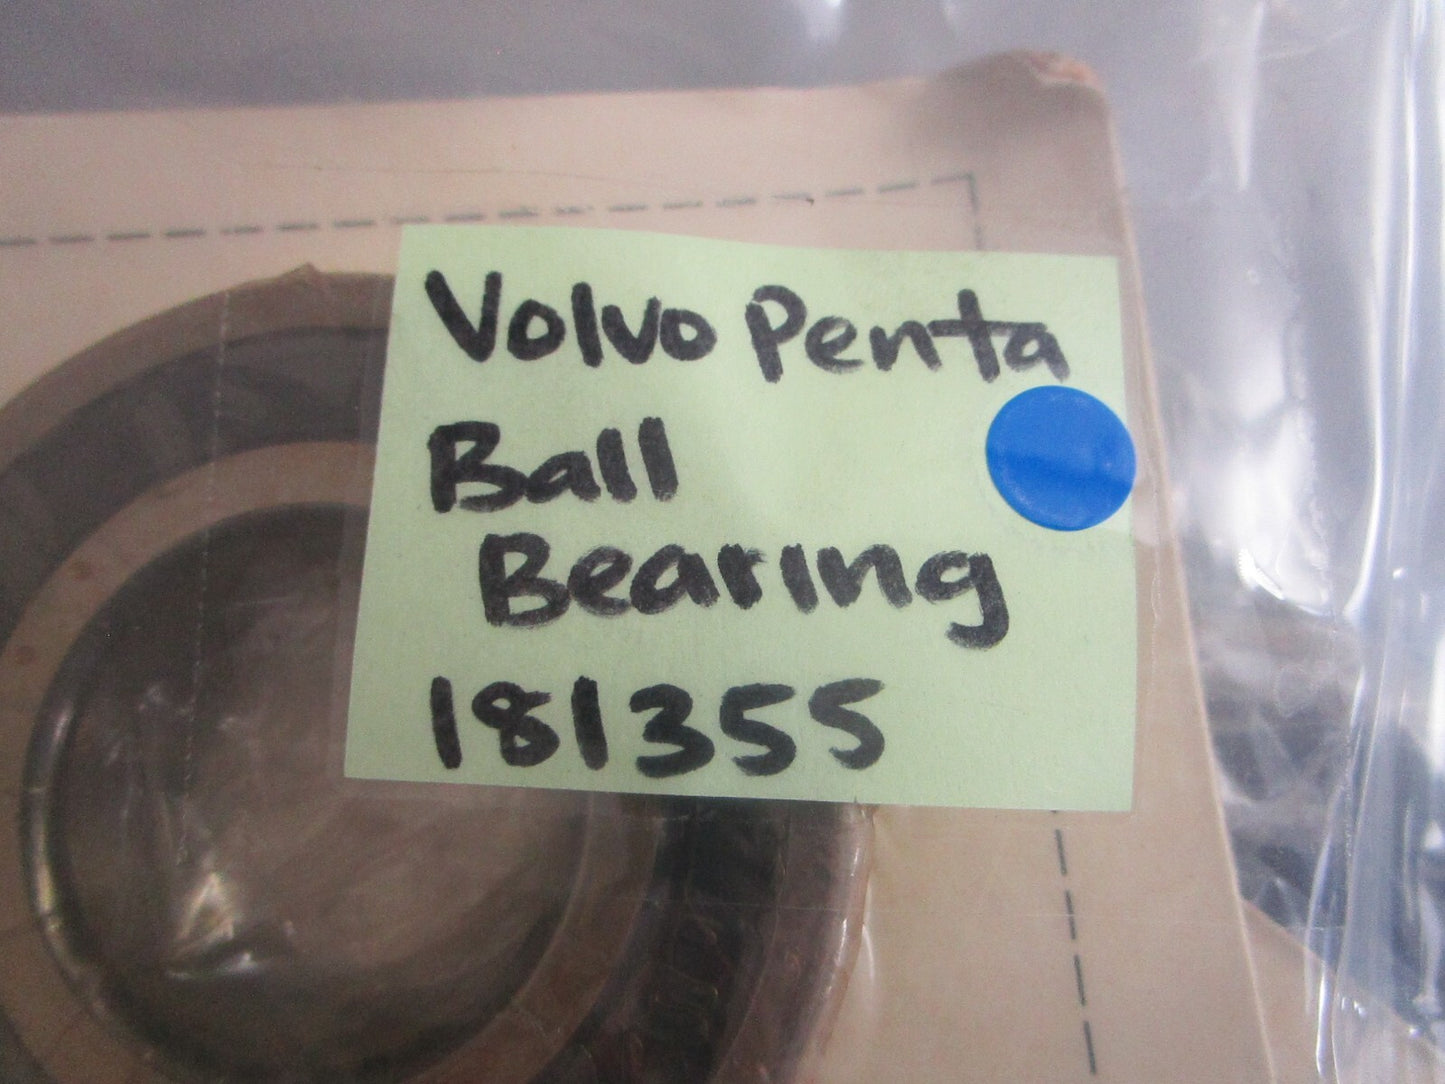 Volvo Penta
Ball
Bearing
181355